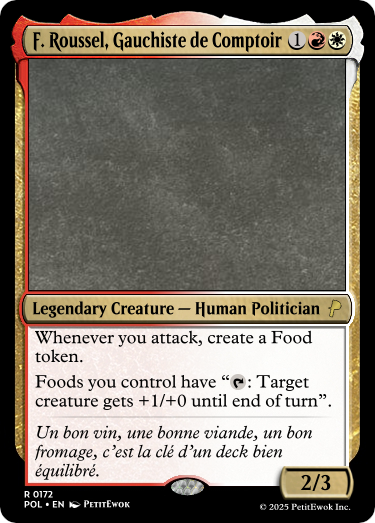 F. Roussel, Gauchiste de Comptoir 1
Legendary Creature — Human Politician
Whenever you attack, create a Food
token.
Foods you control have “: Target
creature gets +1/+0 until end of turn”.
Un bon vin, une bonne viande, un bon
fromage, c’est la clé d’un deck bien
équilibré.
2/3
R 0172
POL • EN PetitEwok
© 2025 PetitEwok Inc.